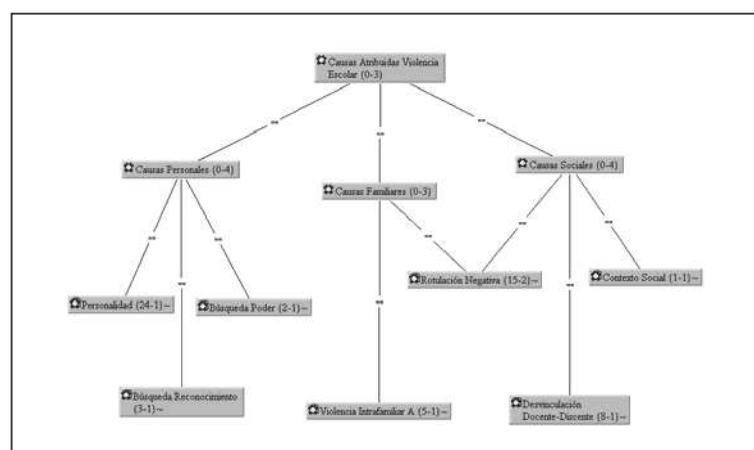 Causas Atribuidas Violencia
Escolar (0-3)
==
==
==
Causas Personales (0-4)
Causas Familiares (0-3)
Causas Sociales (0-4)
==
==
==
==
==
==
==
==
==
Personalidad (24-1)~
Búsqueda Poder (2-1)~
Rotulación Negativa (15-2)~
Contexto Social (1-1)~
Búsqueda Reconocimiento
(3-1)~
Violencia Intrafamiliar A (5-1)~
Desvinculación
Docente-Discente (8-1)~